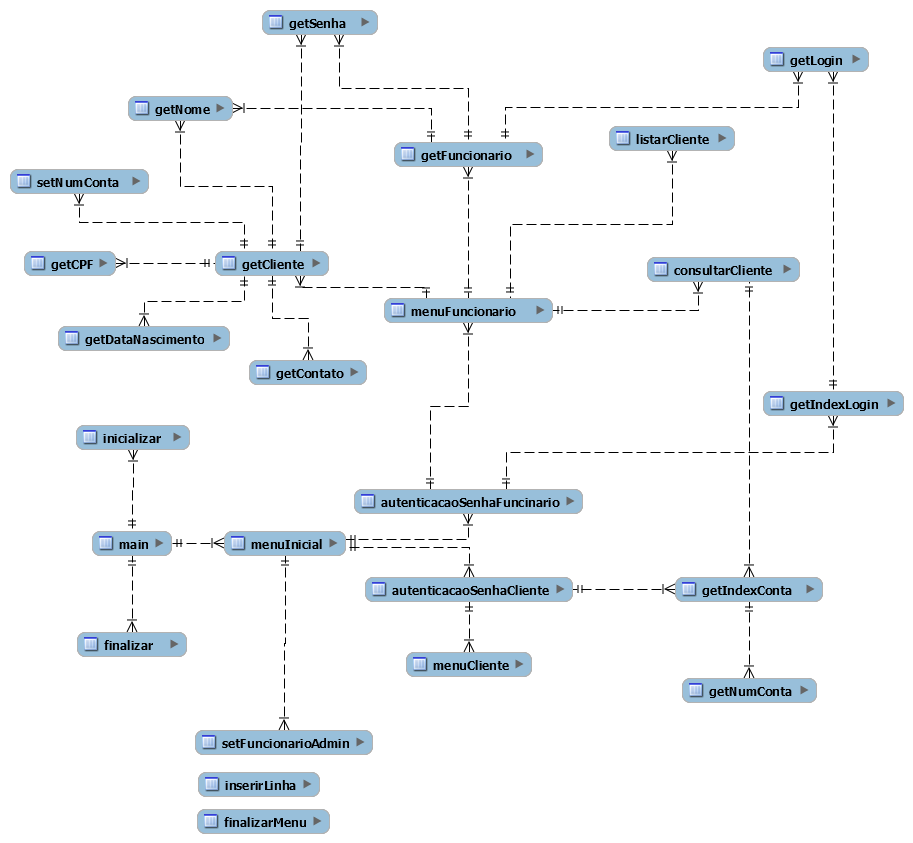 getSenha
getLogin
getNome
listarCliente
getFuncionario
setNumConta
getCPF
getCliente
consultarCliente
menuFuncionario
getDataNascimento
getContato
getIndexLogin
inicializar
autenticacaoSenhaFuncinario
main
menuInicial
autenticacaoSenhaCliente
getIndexConta
finalizar
menuCliente
getNumConta
setFuncionarioAdmin
inserirLinha
finalizarMenu